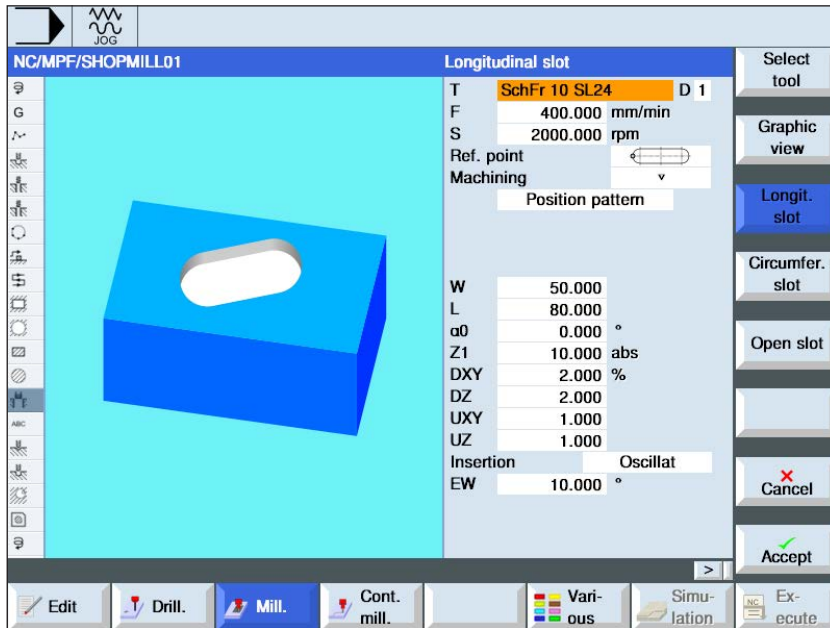 JOG
NC/MPF/SHOPMILL01
Longitudinal slot
Select
tool
T SchFr 10 SL24 D 1
F 400.000 mm/min
S 2000.000 rpm
Ref. point
Machining ▿
Position pattern
Graphic
view
Longit.
slot
Circumfer.
slot
W 50.000
L 80.000
α0 0.000 °
Z1 10.000 abs
DXY 2.000 %
DZ 2.000
UXY 1.000
UZ 1.000
Insertion Oscillat
EW 10.000 °
Open slot
Cancel
Accept
G
ABC
>
Edit
Drill.
Mill.
Cont.
mill.
Vari-
ous
Simu-
lation
NC
Ex-
ecute